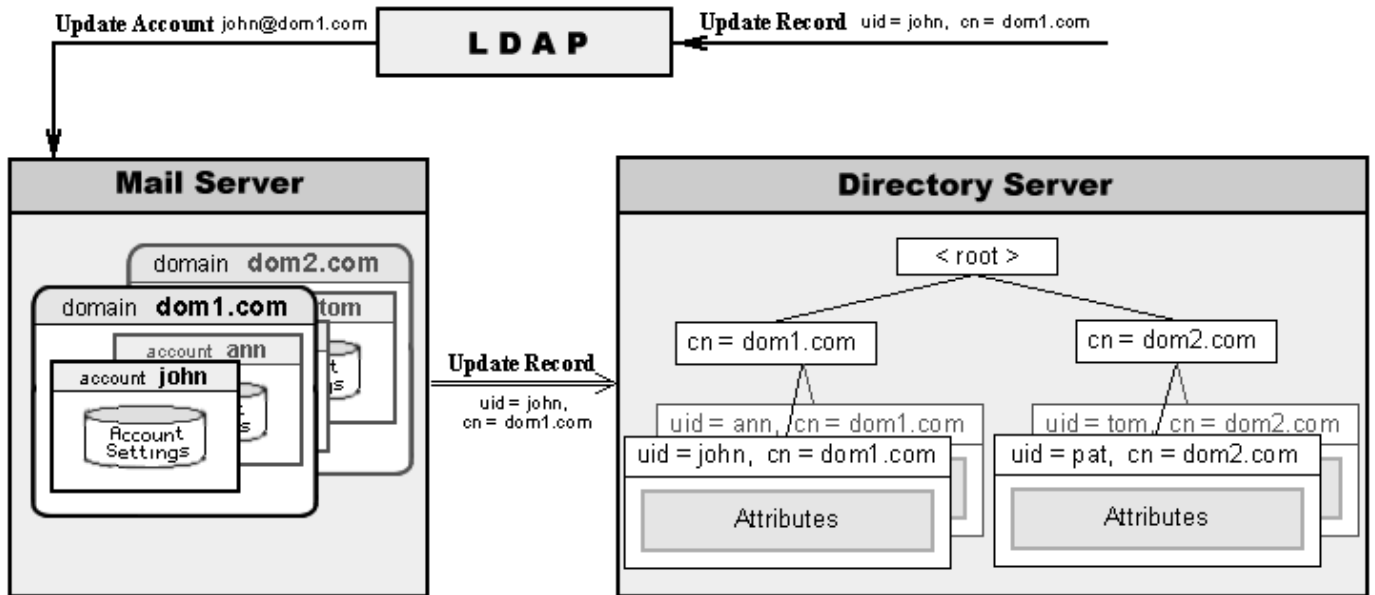 Update Account john@dom1.com
LDAP
Update Record uid = john, cn = dom1.com
Mail Server
domain dom2.com
tom
domain dom1.com
account ann
account john
Account
Settings
Update Record
uid = john,
cn = dom1.com
Directory Server
< root >
cn = dom1.com
cn = dom2.com
uid = ann, cn = dom1.com
uid = john, cn = dom1.com
Attributes
uid = tom, cn = dom2.com
uid = pat, cn = dom2.com
Attributes